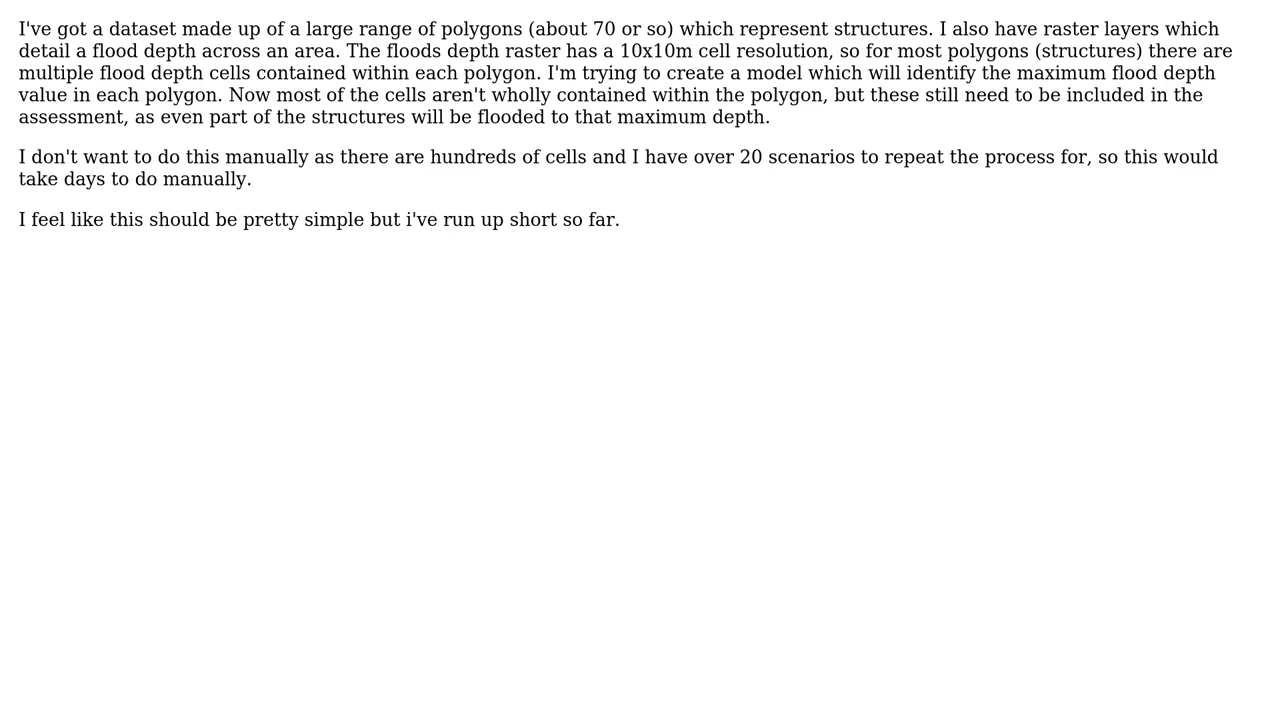 I've got a dataset made up of a large range of polygons (about 70 or so) which represent structures. I also have raster layers which
detail a flood depth across an area. The floods depth raster has a 10x10m cell resolution, so for most polygons (structures) there are
multiple flood depth cells contained within each polygon. I'm trying to create a model which will identify the maximum flood depth
value in each polygon. Now most of the cells aren't wholly contained within the polygon, but these still need to be included in the
assessment, as even part of the structures will be flooded to that maximum depth.
I don't want to do this manually as there are hundreds of cells and I have over 20 scenarios to repeat the process for, so this would
take days to do manually.
I feel like this should be pretty simple but i've run up short so far.